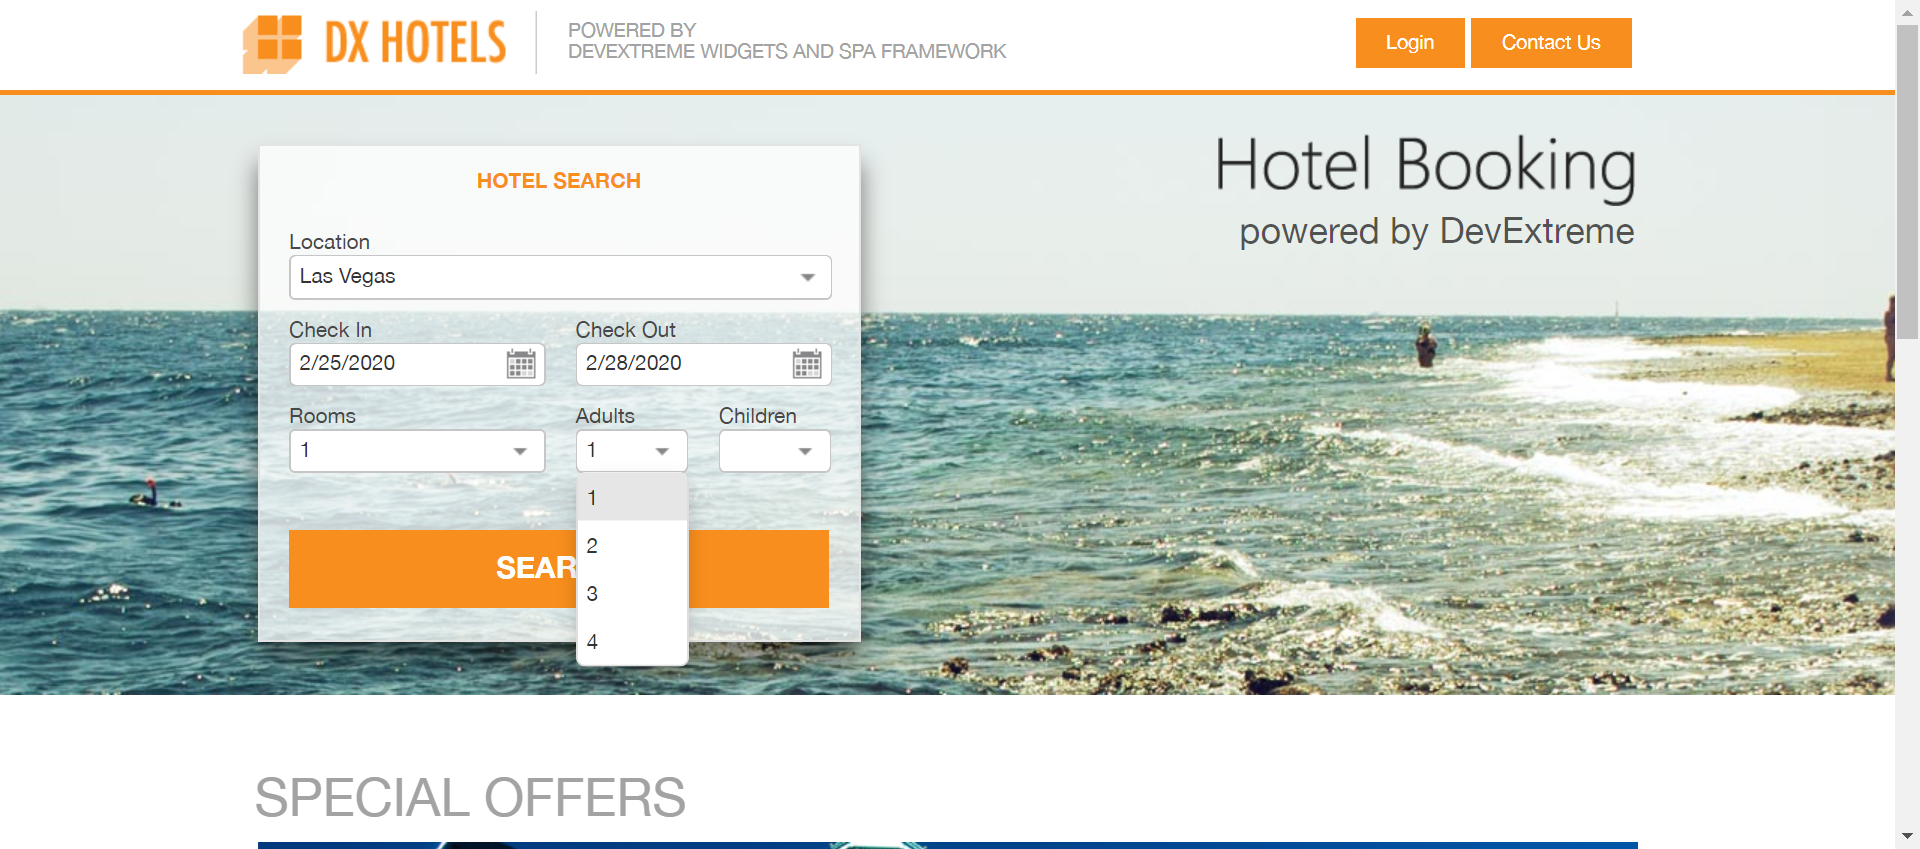 DX HOTELS
POWERED BY
DEVEXTREME WIDGETS AND SPA FRAMEWORK
Login
Contact Us
Hotel Booking
powered by DevExtreme
HOTEL SEARCH
Location
Las Vegas
Check In
Check Out
2/25/2020
2/28/2020
Rooms
Adults
Children
1
1
1
2
3
4
SEAR
SPECIAL OFFERS